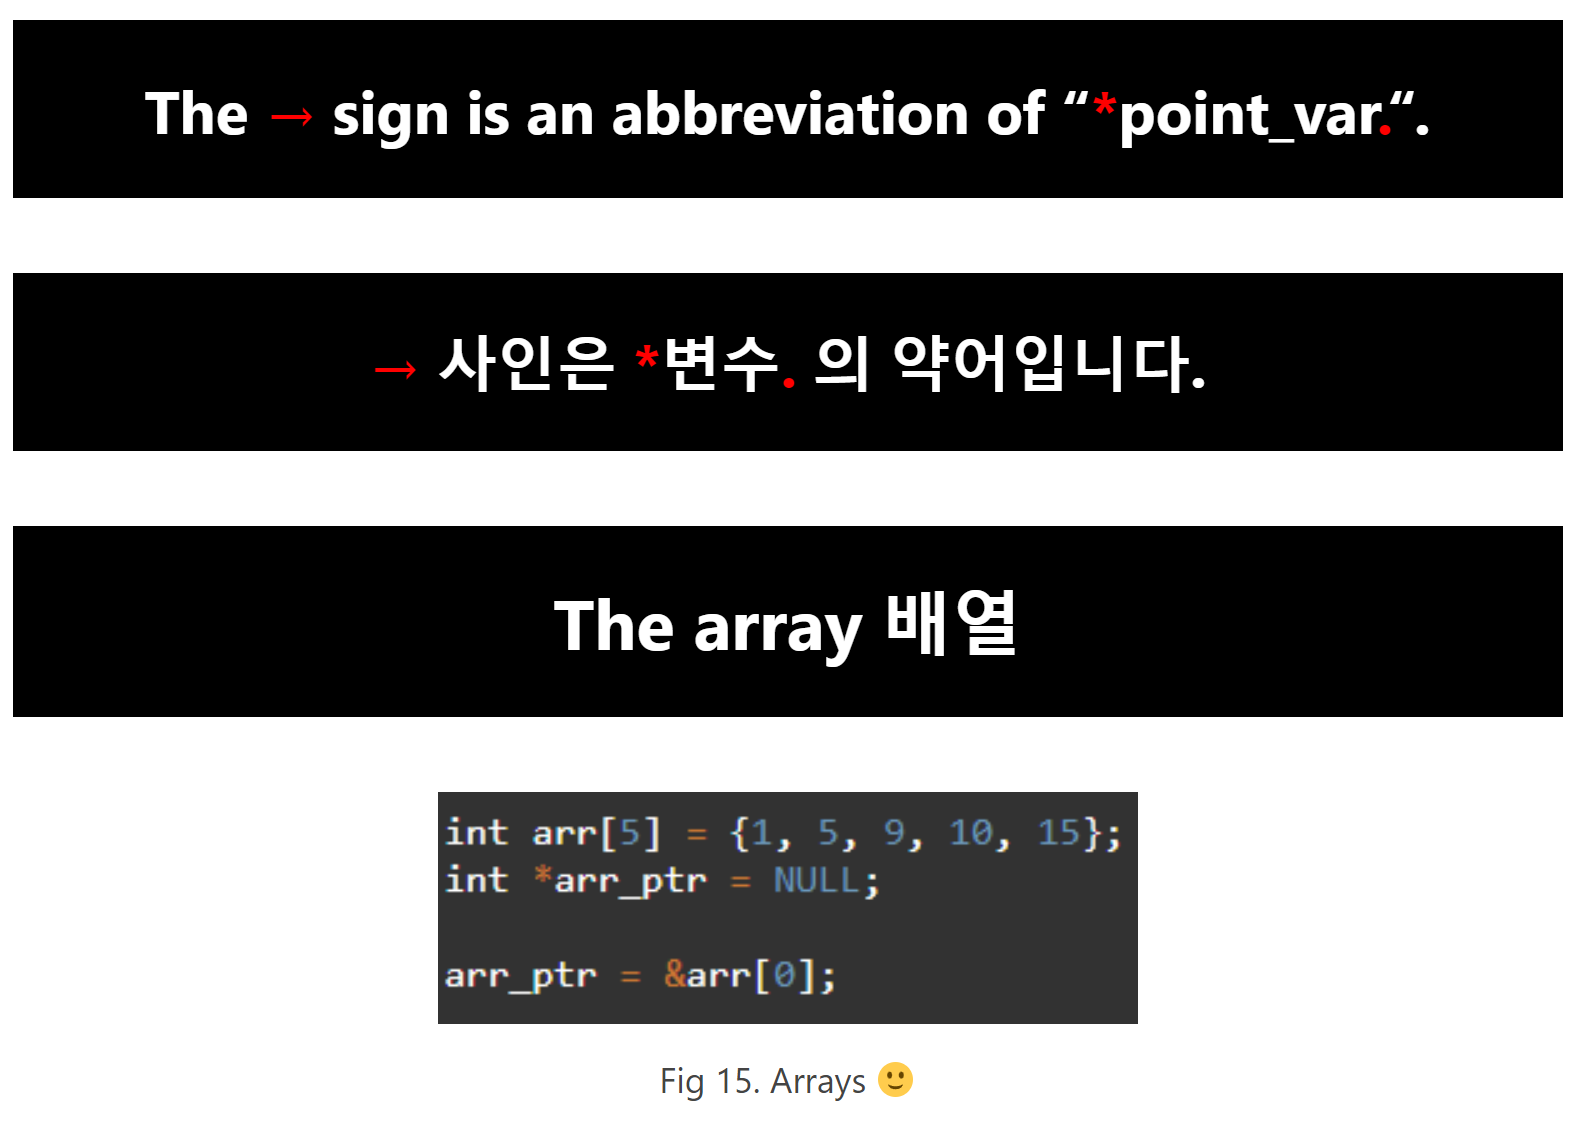 The → sign is an abbreviation of “*point_var.“.
→ 사인은 *변수. 의 약어입니다.
The array 배열
int arr[5] = {1, 5, 9, 10, 15};
int *arr_ptr = NULL;
arr_ptr = &arr[0];
Fig 15. Arrays 🙂